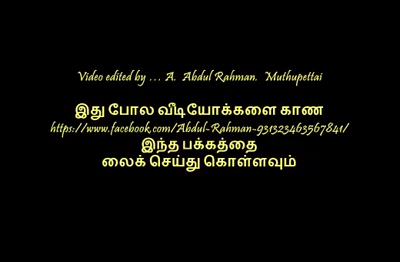 Video edited by ... A. Abdul Rahman. Muthupettai
இது போல வீடியோக்களை காண
https://www.facebook.com/Abdul-Rahman-931323463567841/
இந்த பக்கத்தை
லைக் செய்து கொள்ளவும்